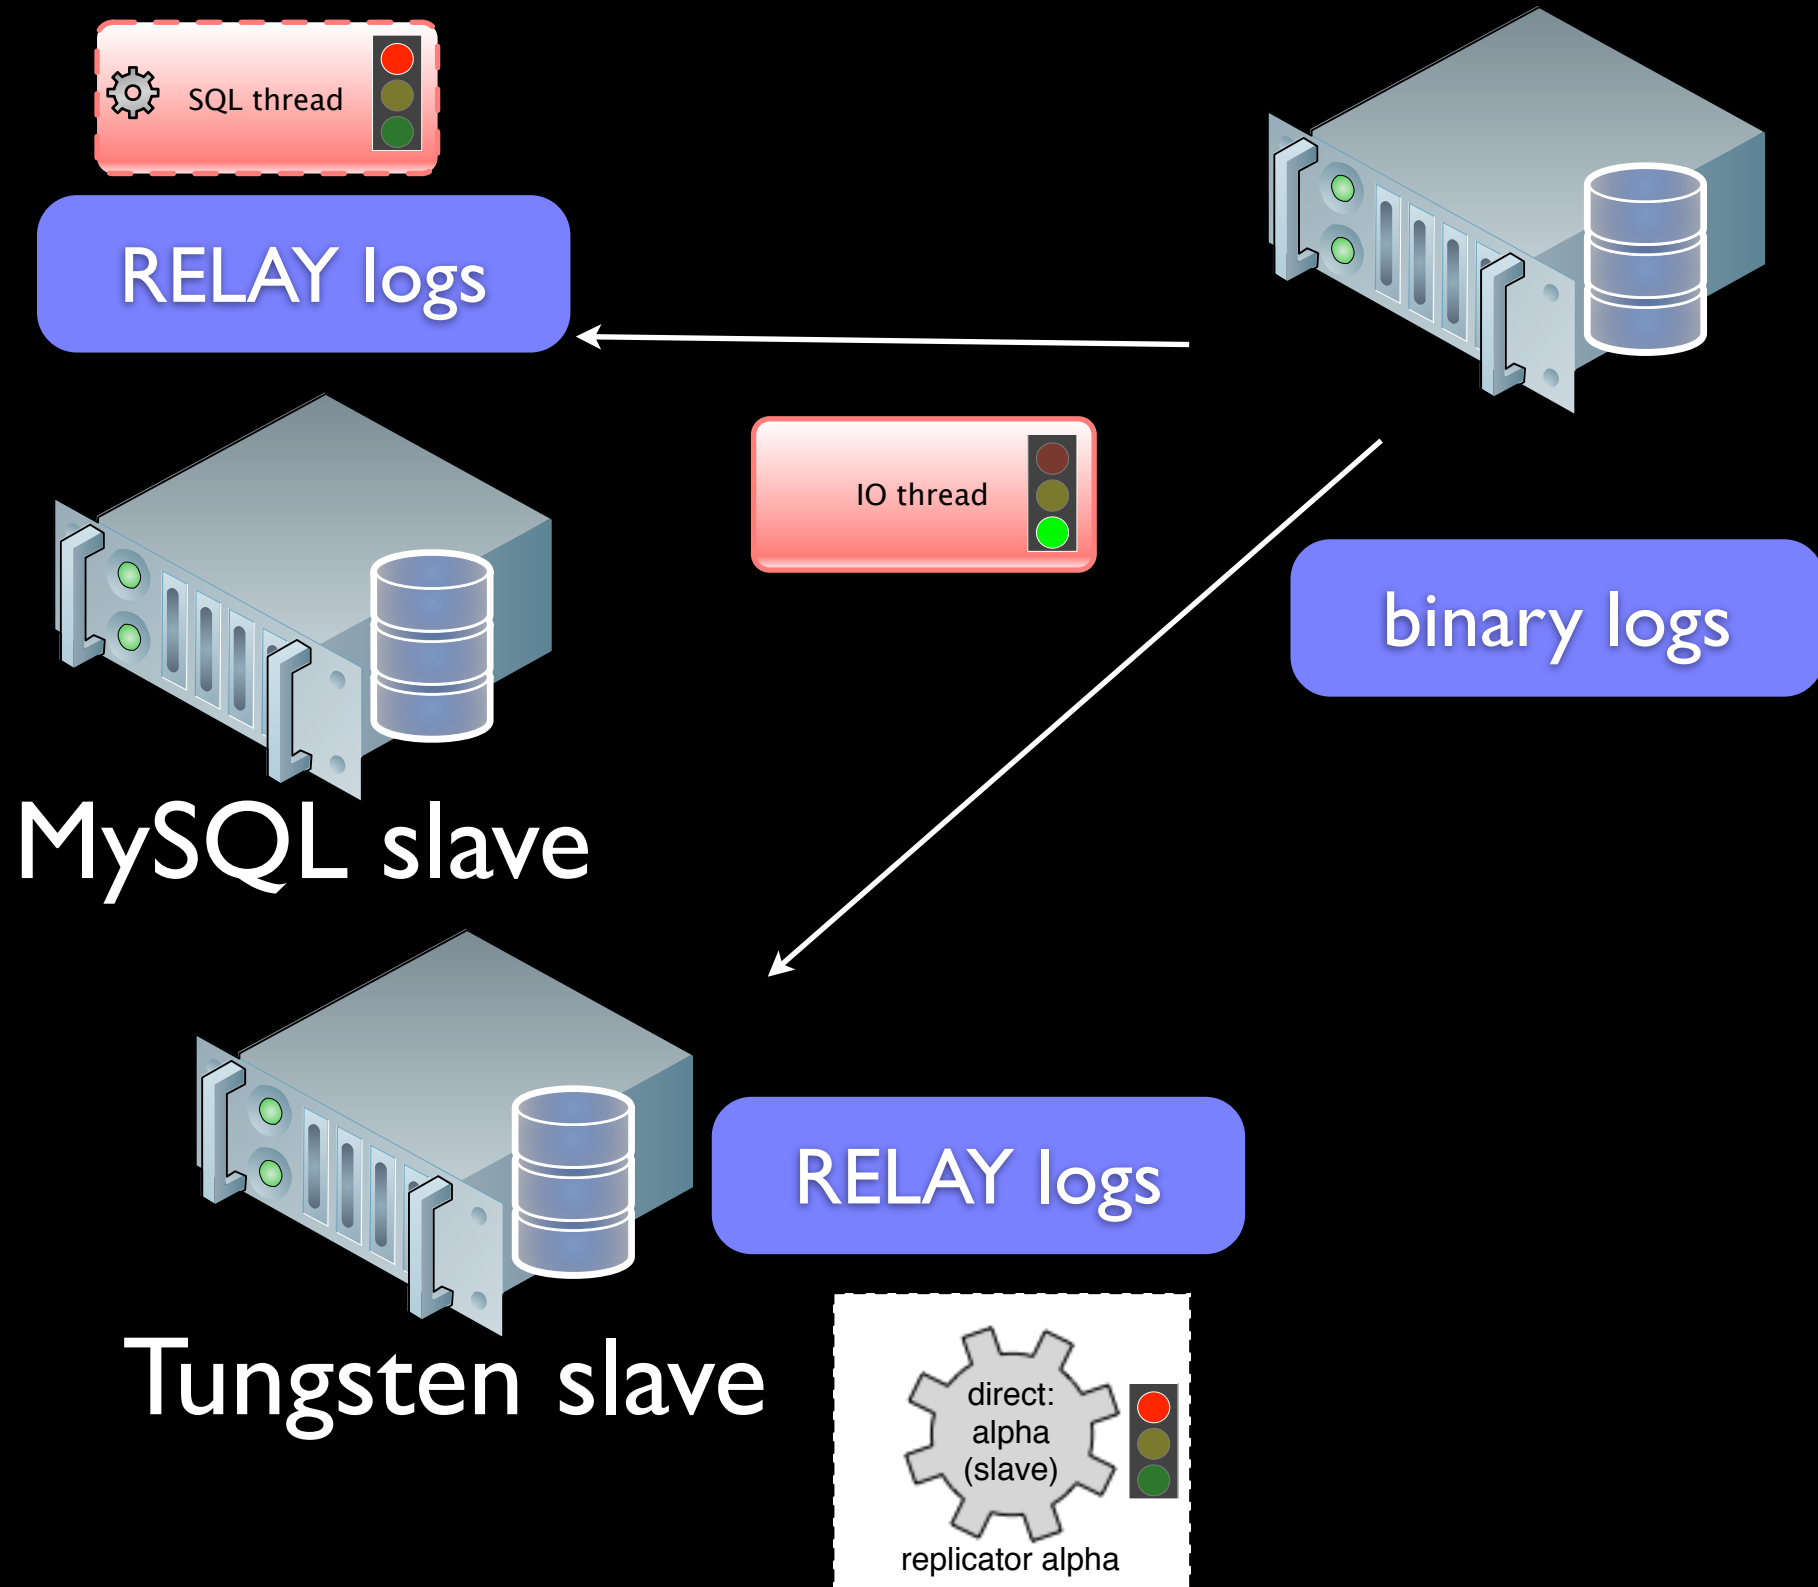 SQL thread
RELAY logs
IO thread
binary logs
MySQL slave
RELAY logs
Tungsten slave
direct:
alpha
(slave)
replicator alpha